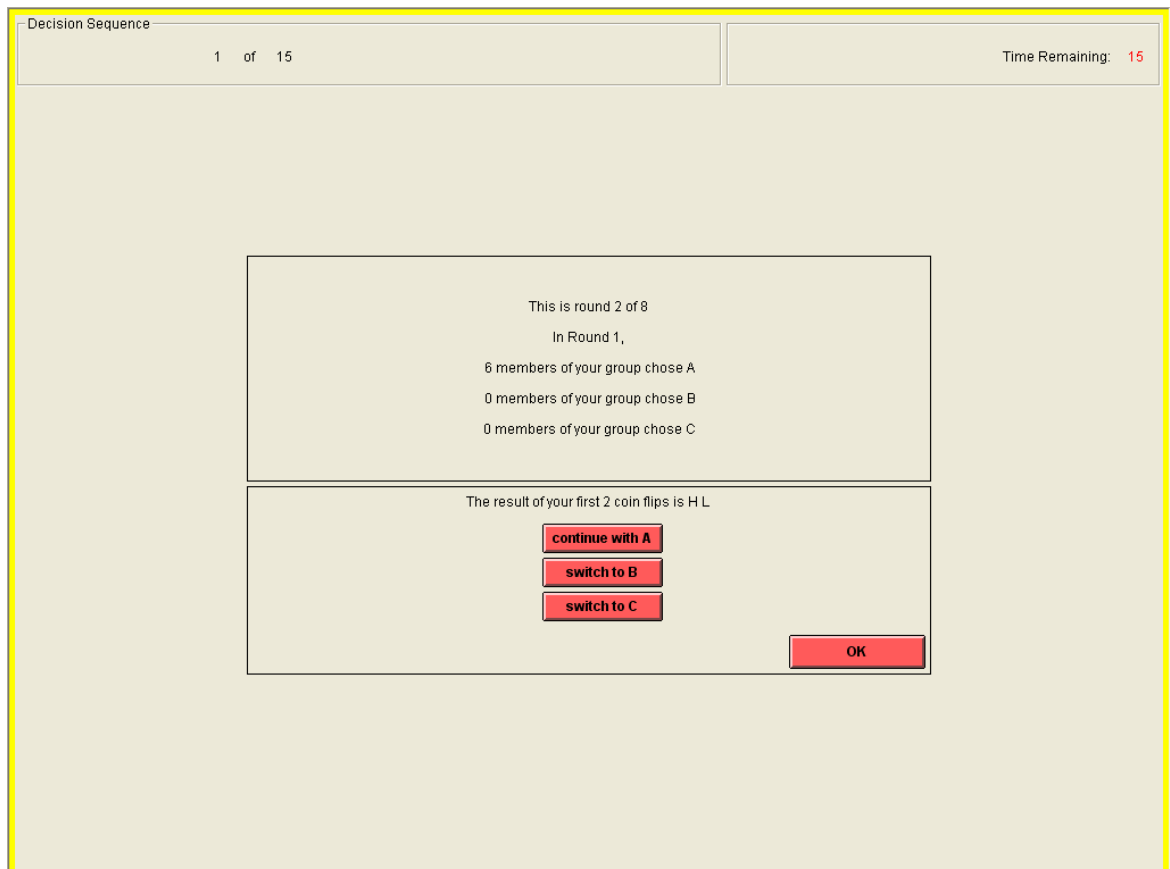 Decision Sequence
1 of 15
Time Remaining: 15
This is round 2 of 8
In Round 1,
6 members of your group chose A
0 members of your group chose B
0 members of your group chose C
The result of your first 2 coin flips is H L
continue with A
switch to B
switch to C
OK